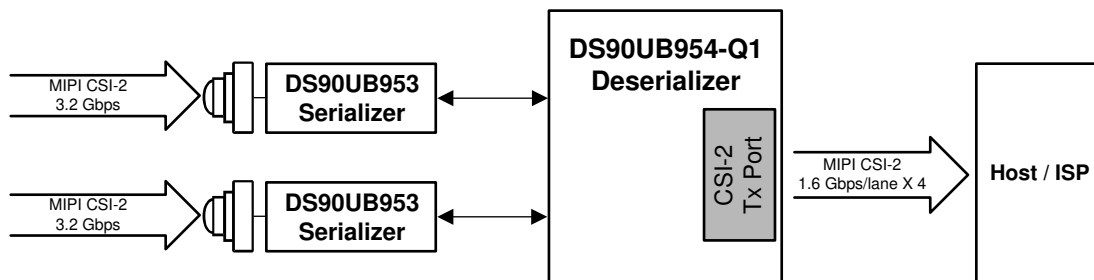 MIPI CSI-2
3.2 Gbps
DS90UB953
Serializer
MIPI CSI-2
3.2 Gbps
DS90UB953
Serializer
DS90UB954-Q1
Deserializer
CSI-2
Tx Port
MIPI CSI-2
1.6 Gbps/lane X 4
Host / ISP